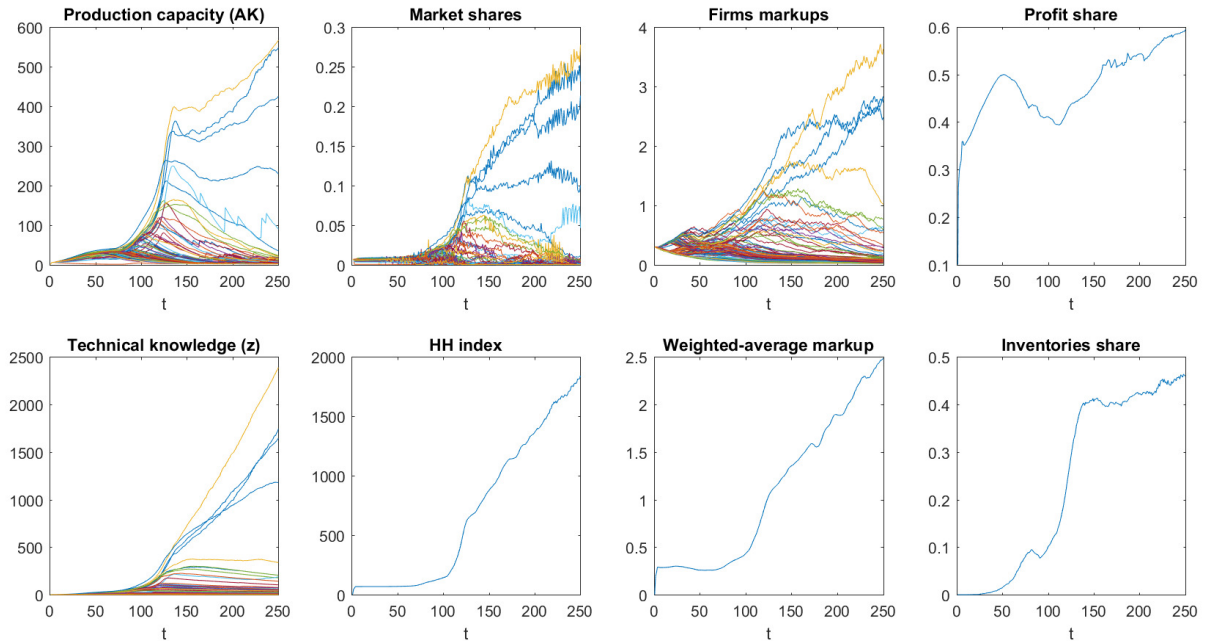 Production capacity (AK)
600
500
400
300
200
100
0
0 50 100 150 200 250
t
Market shares
0.3
0.25
0.2
0.15
0.1
0.05
0
0 50 100 150 200 250
t
Firms markups
4
3
2
1
0
0 50 100 150 200 250
t
Profit share
0.6
0.5
0.4
0.3
0.2
0.1
0 50 100 150 200 250
t
Technical knowledge (z)
2500
2000
1500
1000
500
0
0 50 100 150 200 250
t
HH index
2000
1500
1000
500
0
0 50 100 150 200 250
t
Weighted-average markup
2.5
2
1.5
1
0.5
0
0 50 100 150 200 250
t
Inventories share
0.5
0.4
0.3
0.2
0.1
0
0 50 100 150 200 250
t